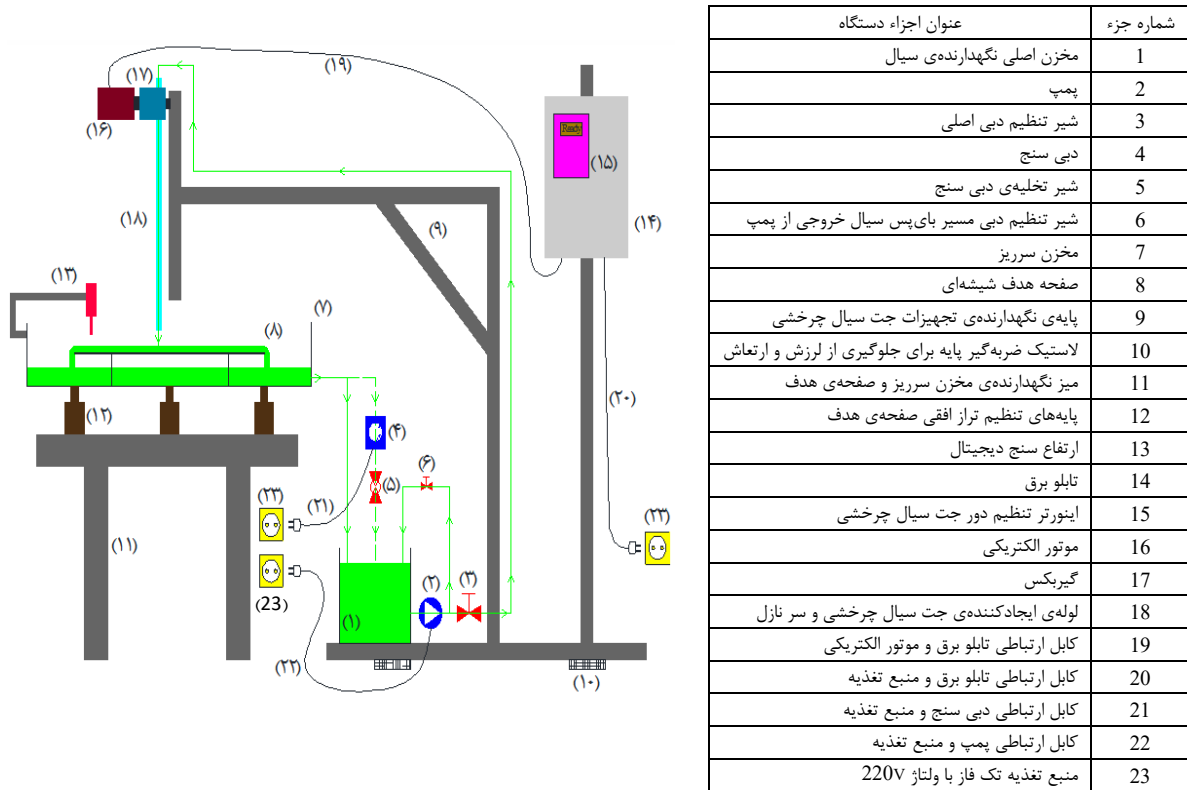 (۱۹)
(۱۷)
(۱۶)
(۱۵)
Ready
(۱۴)
(۱۸)
(۹)
(۱۳)
(۷)
(۸)
(۲۰)
(۱۲)
(۴)
(۶)
(۵)
(۲۳)
(۲۱)
(۲۳)
(۱۱)
(۲)
(۳)
(23)
(۱)
(۲۲)
(۱۰)
شماره جزء عنوان اجزاء دستگاه
1 مخزن اصلی نگهدارنده‌ی سیال
2 پمپ
3 شیر تنظیم دبی اصلی
4 دبی سنج
5 شیر تخلیه‌ی دبی سنج
6 شیر تنظیم دبی مسیر بای‌پس سیال خروجی از پمپ
7 مخزن سرریز
8 صفحه هدف شیشه‌ای
9 پایه‌ی نگهدارنده‌ی تجهیزات جت سیال چرخشی
10 لاستیک ضربه‌گیر پایه برای جلوگیری از لرزش و ارتعاش
11 میز نگهدارنده‌ی مخزن سرریز و صفحه‌ی هدف
12 پایه‌های تنظیم تراز افقی صفحه‌ی هدف
13 ارتفاع سنج دیجیتال
14 تابلو برق
15 اینورتر تنظیم دور جت سیال چرخشی
16 موتور الکتریکی
17 گیربکس
18 لوله‌ی ایجادکننده‌ی جت سیال چرخشی و سر نازل
19 کابل ارتباطی تابلو برق و موتور الکتریکی
20 کابل ارتباطی تابلو برق و منبع تغذیه
21 کابل ارتباطی دبی سنج و منبع تغذیه
22 کابل ارتباطی پمپ و منبع تغذیه
23 منبع تغذیه تک فاز با ولتاژ 220V